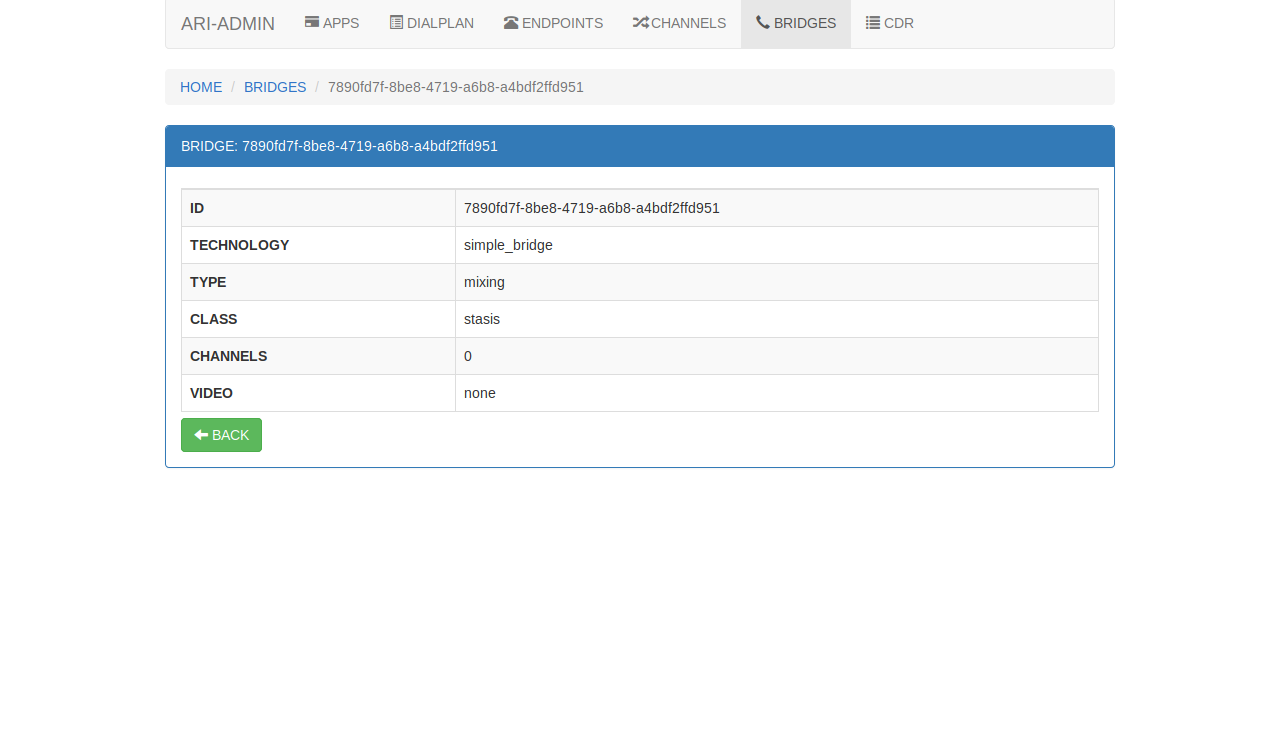 ARI-ADMIN APPS DIALPLAN ENDPOINTS CHANNELS BRIDGES CDR
HOME / BRIDGES / 7890fd7f-8be8-4719-a6b8-a4bdf2ffd951
BRIDGE: 7890fd7f-8be8-4719-a6b8-a4bdf2ffd951
ID 7890fd7f-8be8-4719-a6b8-a4bdf2ffd951
TECHNOLOGY simple_bridge
TYPE mixing
CLASS stasis
CHANNELS 0
VIDEO none
BACK